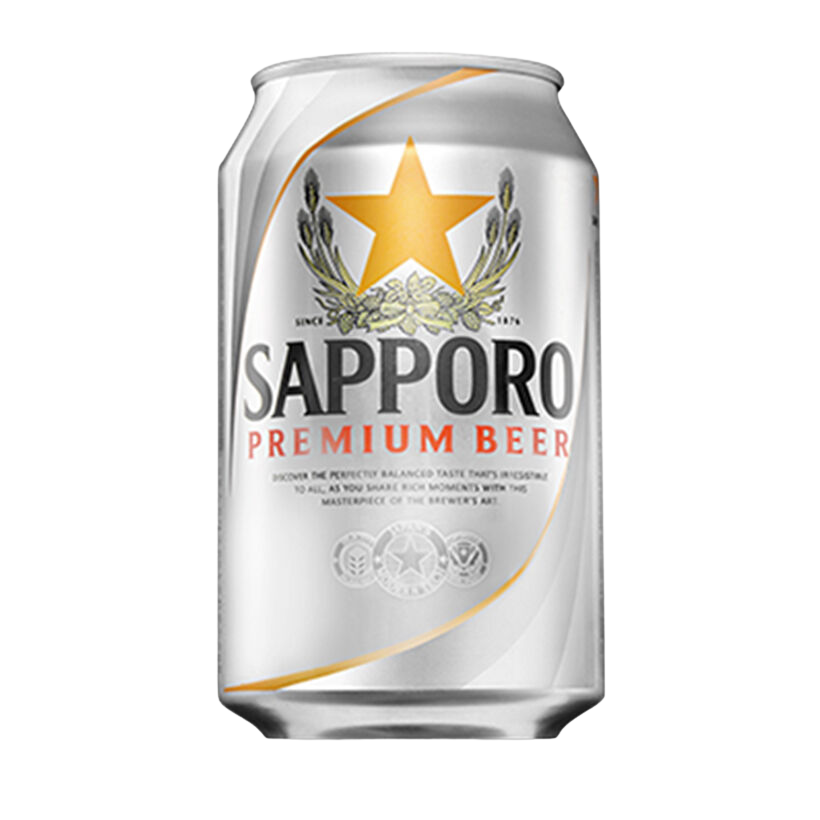 SINCE 1876
SAPPORO
PREMIUM BEER
DISCOVER THE PERFECTLY BALANCED TASTE THAT'S IRRESISTIBLE
TO ALL, AS YOU SHARE RICH MOMENTS WITH THIS
MASTERPIECE OF THE BREWER'S ART.